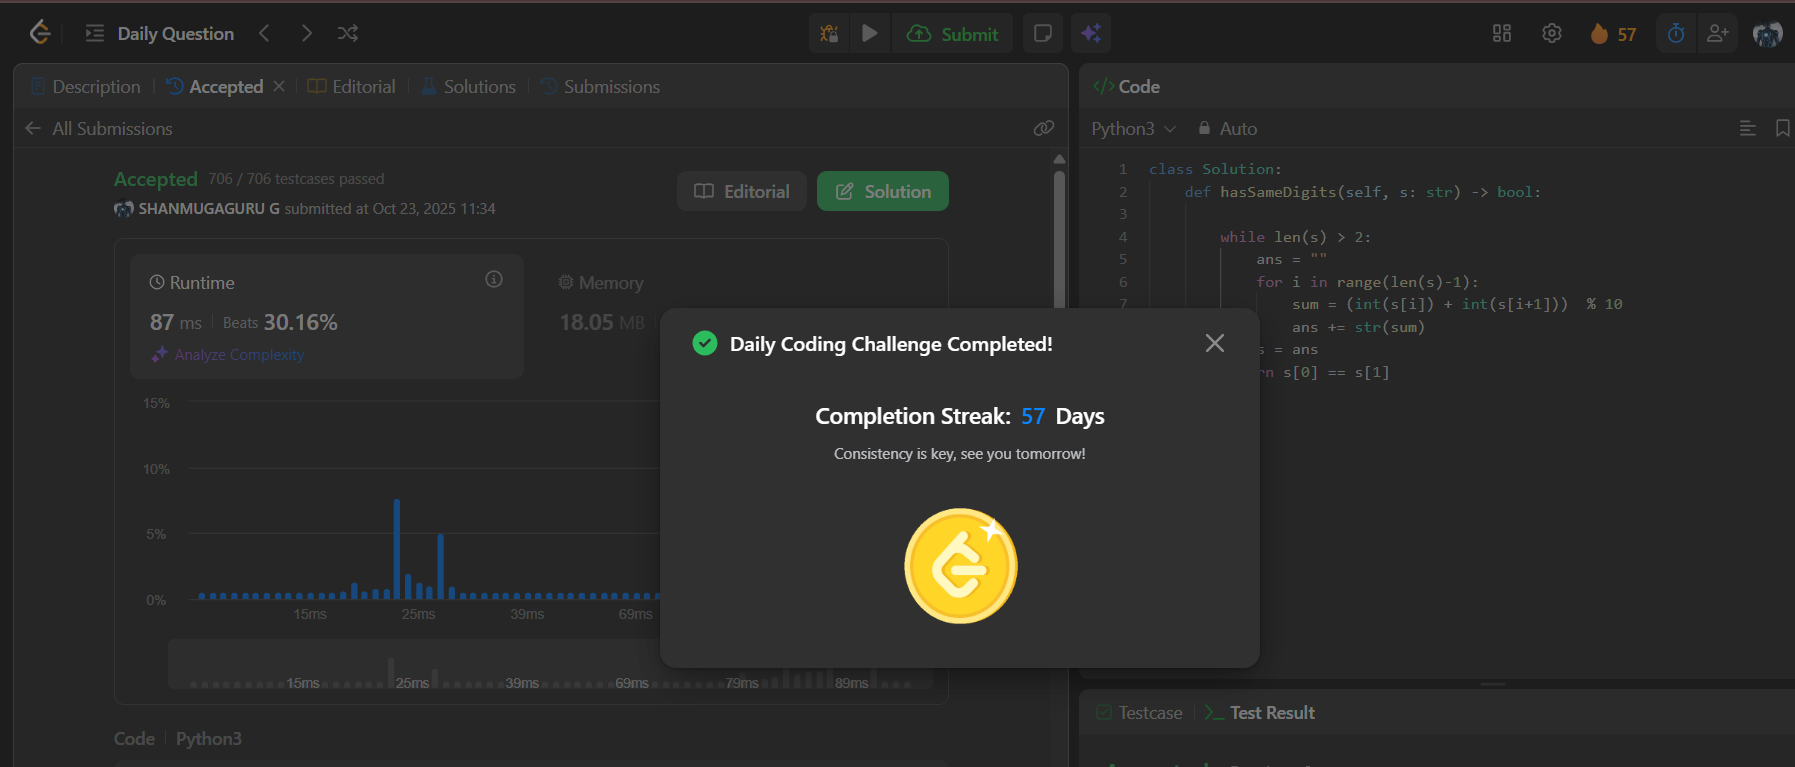 Daily Question
Submit
57
Description
Accepted
Editorial
Solutions
Submissions
All Submissions
Accepted 706 / 706 testcases passed
SHANMUGAGURU G submitted at Oct 23, 2025 11:34
Editorial
Solution
Runtime
87 ms Beats 30.16%
Analyze Complexity
Memory
18.05 MB
15%
10%
5%
0%
15ms 25ms 39ms 69ms
15ms 25ms 39ms 69ms 79ms 89ms
Code Python3
Daily Coding Challenge Completed!
Completion Streak: 57 Days
Consistency is key, see you tomorrow!
</> Code
Python3 Auto
1 class Solution:
2 def hasSameDigits(self, s: str) -> bool:
3
4 while len(s) > 2:
5 ans = ""
6 for i in range(len(s)-1):
7 sum = (int(s[i]) + int(s[i+1])) % 10
ans += str(sum)
= ans
rn s[0] == s[1]
Testcase
Test Result